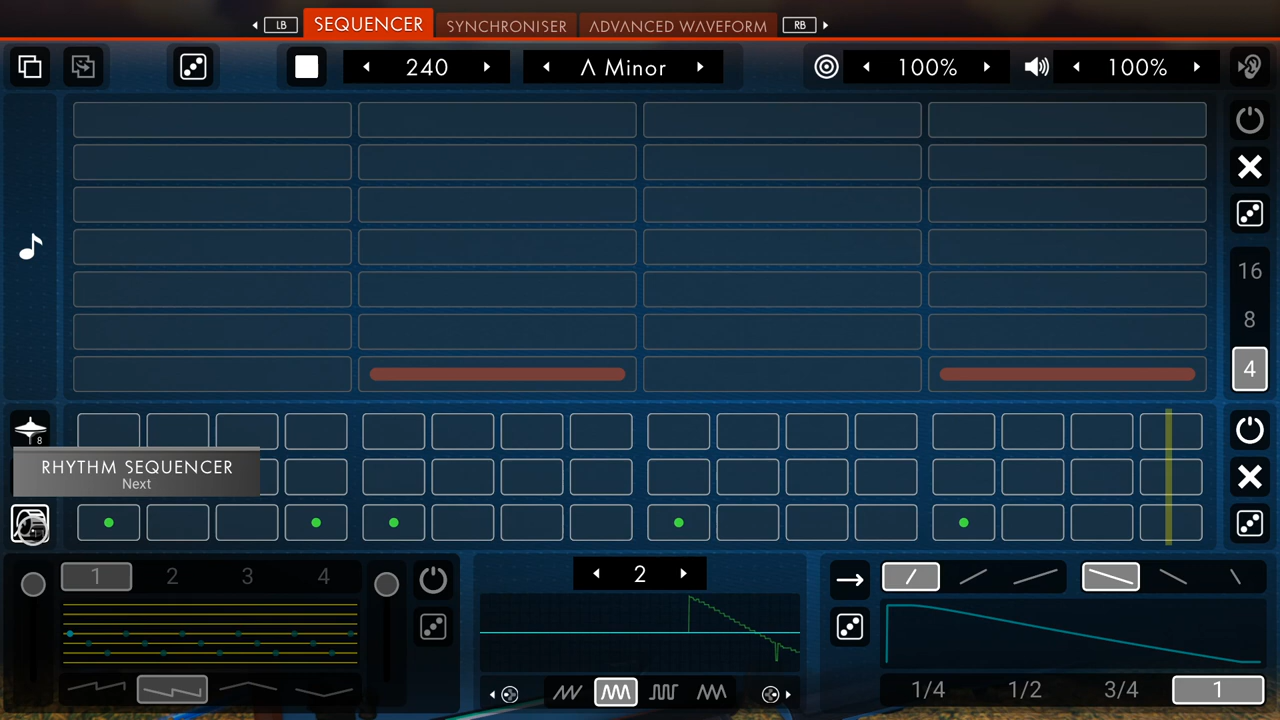 LB SEQUENCER SYNCHRONISER ADVANCED WAVEFORM RB
240 A Minor 100% 100%
16
8
4
8
RHYTHM SEQUENCER
Next
1 2 3 4
2
1/4 1/2 3/4 1